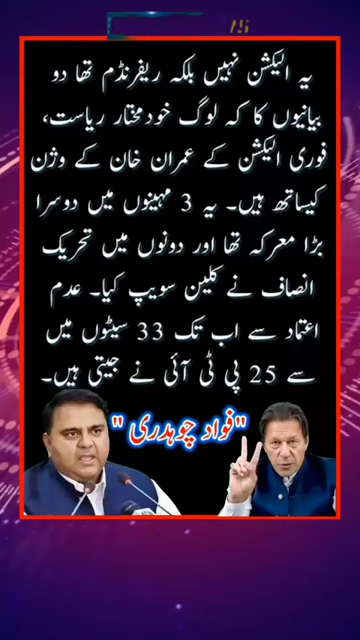 یہ الیکشن نہیں بلکہ ریفرنڈم تھا دو
بیانیوں کا کہ لوگ خودمختار ریاست،
فوری الیکشن کے عمران خان کے وژن
کیساتھ ہیں۔ یہ 3 مہینوں میں دوسرا
بڑا معرکہ تھا اور دونوں میں تحریک
انصاف نے کلین سویپ کیا۔ عدم
اعتماد سے اب تک 33 سیٹوں میں
سے 25 پی ٹی آئی نے جیتی ہیں۔
"فواد چوہدری"